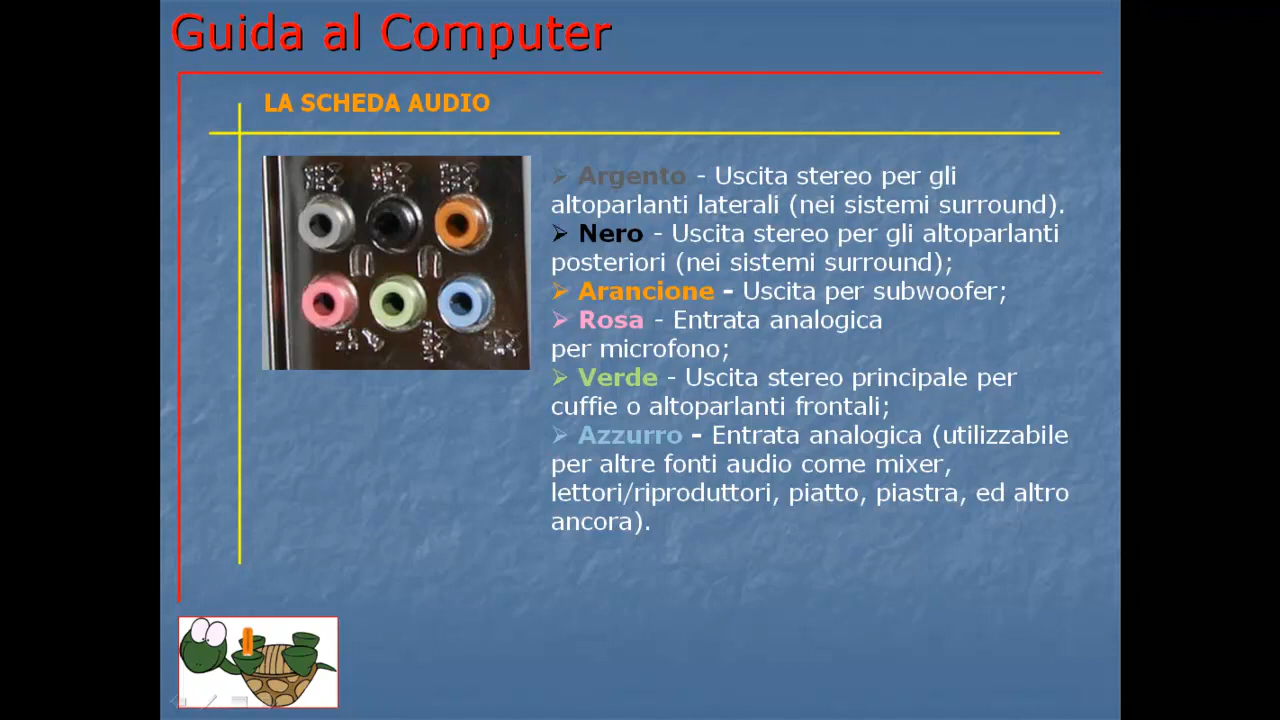 Guida al Computer
LA SCHEDA AUDIO
Argento - Uscita stereo per gli
altoparlanti laterali (nei sistemi surround).
Nero - Uscita stereo per gli altoparlanti
posteriori (nei sistemi surround);
Arancione - Uscita per subwoofer;
Rosa - Entrata analogica
per microfono;
Verde - Uscita stereo principale per
cuffie o altoparlanti frontali;
Azzurro - Entrata analogica (utilizzabile
per altre fonti audio come mixer,
lettori/riproduttori, piatto, piastra, ed altro
ancora).